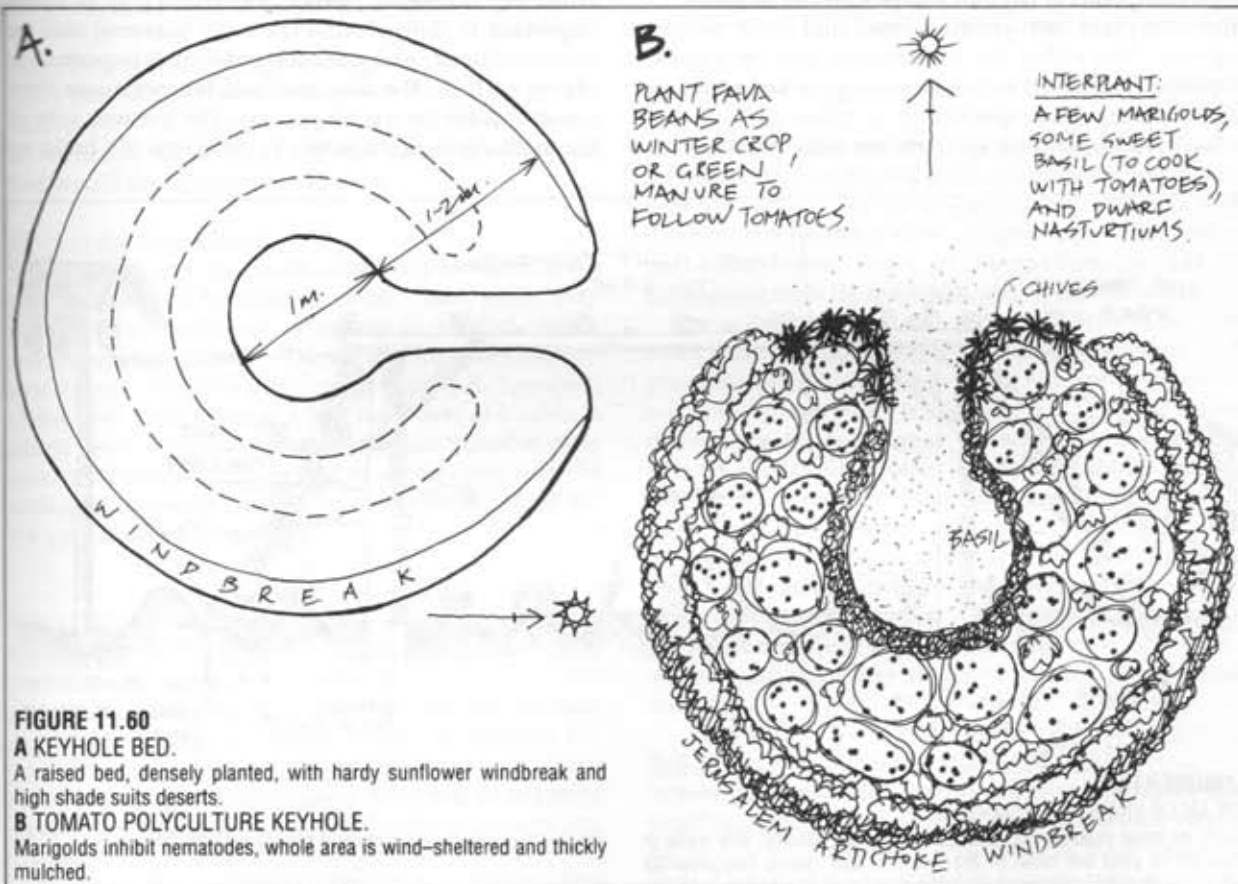 A.
1-2m.
1m.
WINDBREAK
B.
PLANT FAVA
BEANS AS
WINTER CROP,
OR GREEN
MANURE TO
FOLLOW TOMATOES.
INTERPLANT:
A FEW MARIGOLDS,
SOME SWEET
BASIL (TO COOK
WITH TOMATOES),
AND DWARF
NASTURTIUMS.
CHIVES
BASIL
JERUSALEM ARTICHOKE WINDBREAK
FIGURE 11.60
A KEYHOLE BED.
A raised bed, densely planted, with hardy sunflower windbreak and
high shade suits deserts.
B TOMATO POLYCULTURE KEYHOLE.
Marigolds inhibit nematodes, whole area is wind–sheltered and thickly
mulched.